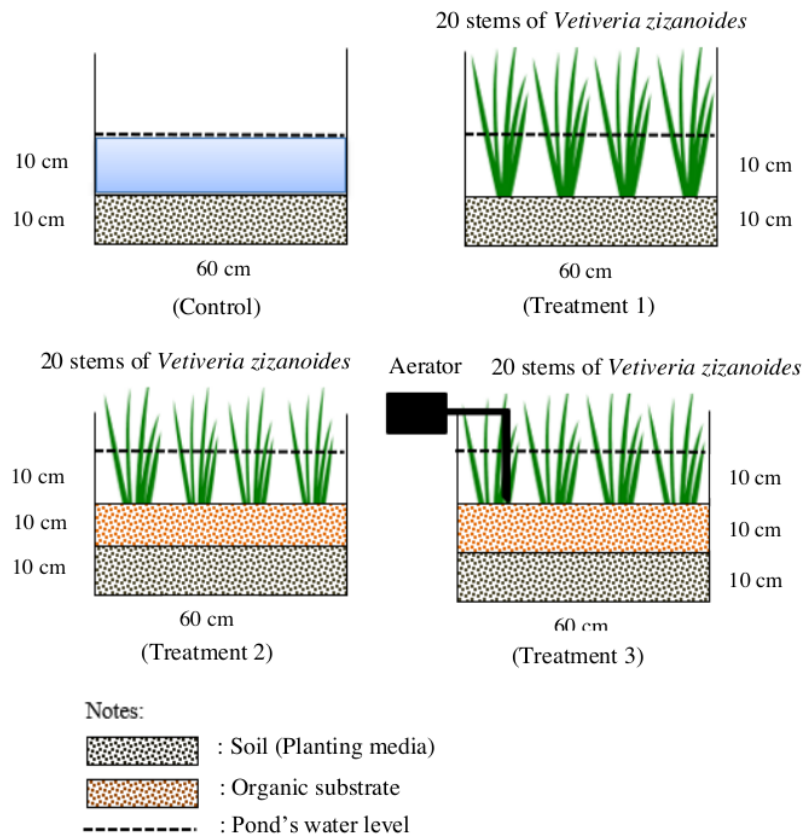 20 stems of Vetiveria zizanoides
10 cm
10 cm
60 cm
(Control)
10 cm
10 cm
60 cm
(Treatment 1)
20 stems of Vetiveria zizanoides
10 cm
10 cm
10 cm
60 cm
(Treatment 2)
Aerator
20 stems of Vetiveria zizanoides
10 cm
10 cm
10 cm
60 cm
(Treatment 3)
Notes:
: Soil (Planting media)
: Organic substrate
: Pond's water level